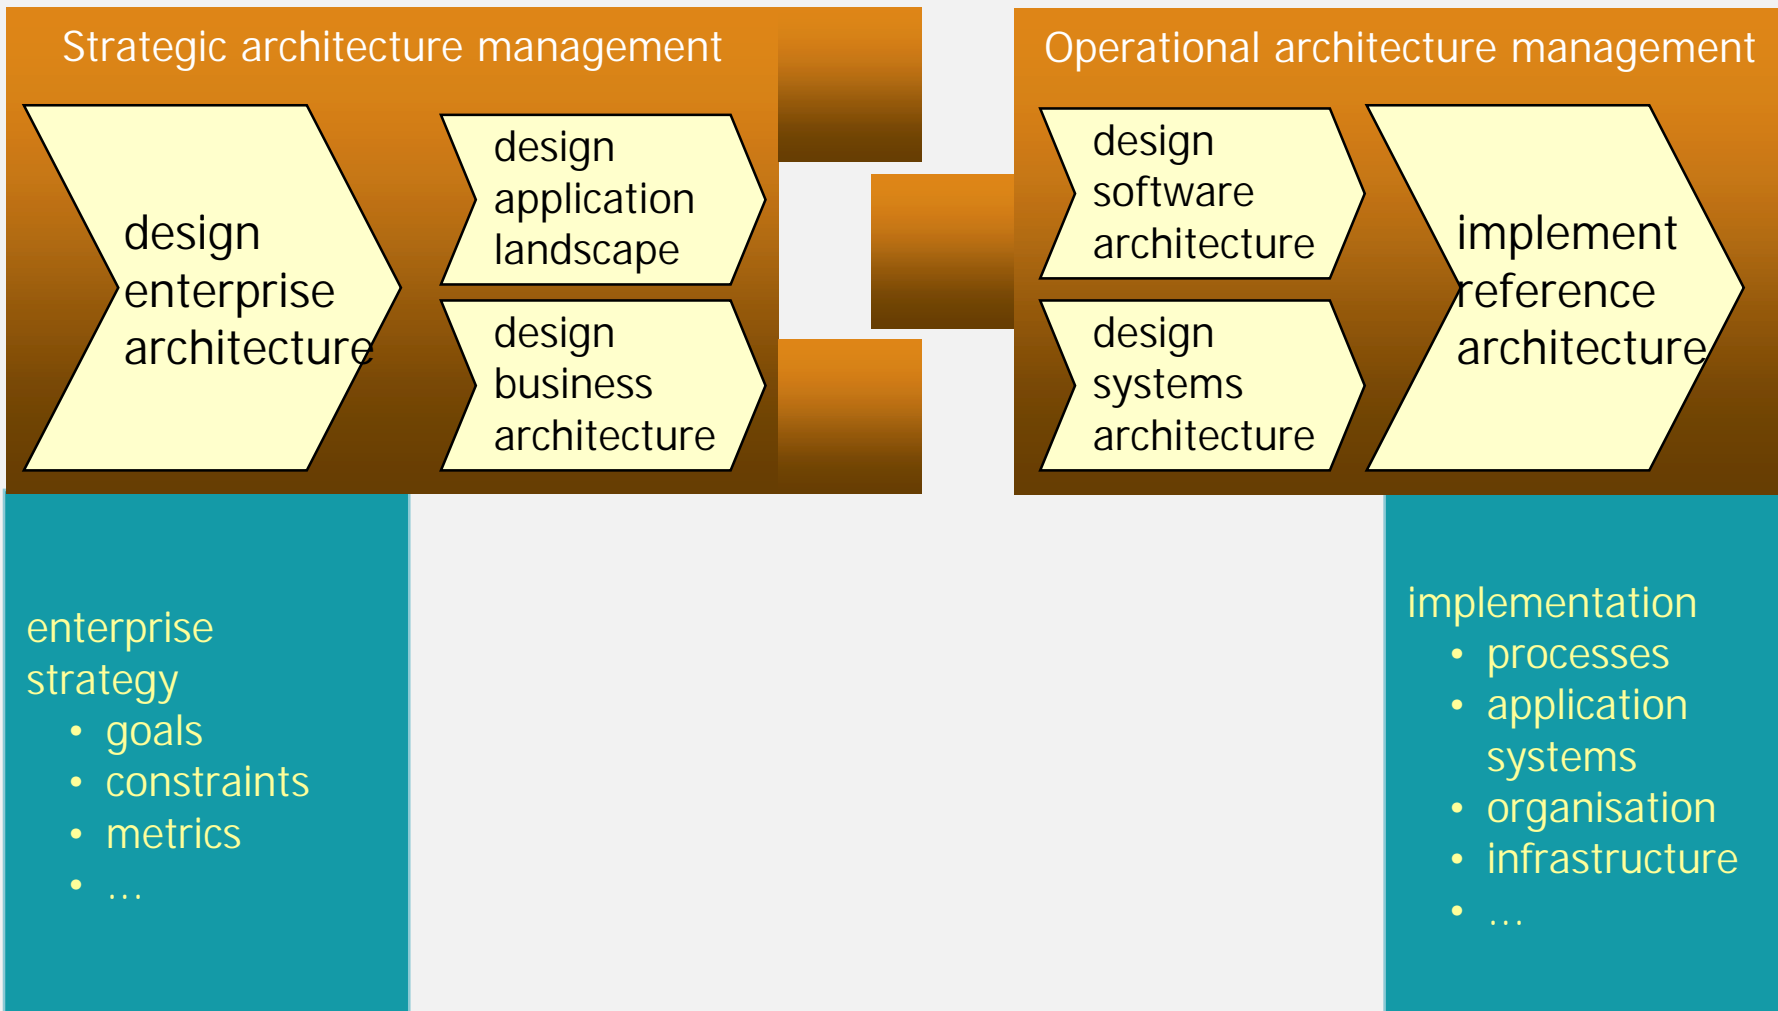 Strategic architecture management
design
enterprise
architecture
design
application
landscape
design
business
architecture
Operational architecture management
design
software
architecture
design
systems
architecture
implement
reference
architecture
enterprise
strategy
• goals
• constraints
• metrics
• …
implementation
• processes
• application
systems
• organisation
• infrastructure
• …